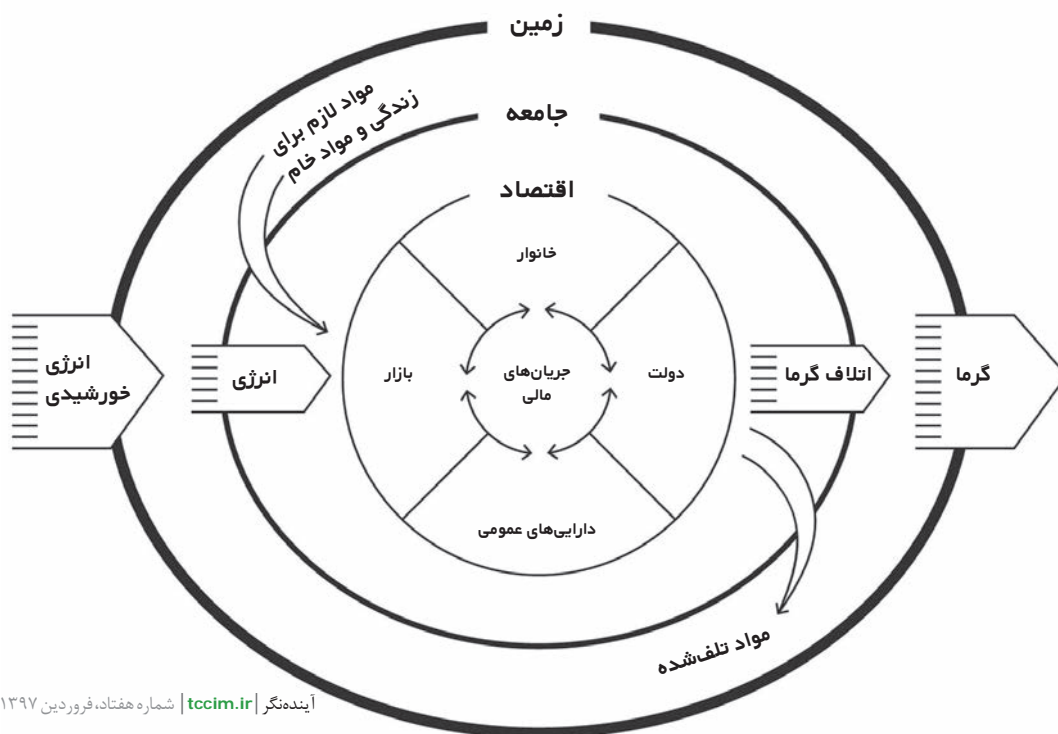 زمین
مواد لازم برای
زندگی و مواد خام
جامعه
اقتصاد
خانوار
انرژی
خورشیدی
انرژی
بازار
جریان‌های
مالی
دولت
اتلاف گرما
گرما
دارایی‌های عمومی
مواد تلف‌شده
آینده‌نگر | tccim.ir | شماره هفتاد، فروردین ۱۳۹۷